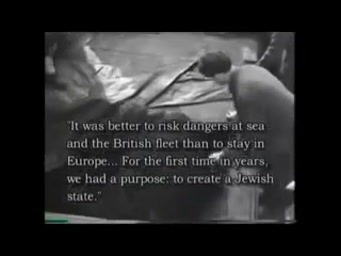 "It was better to risk dangers at sea
and the British fleet than to stay in
Europe... For the first time in years,
we had a purpose: to create a Jewish
state."